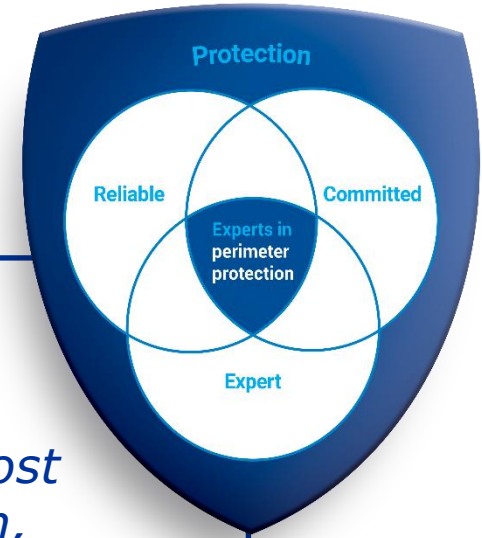 Protection
Reliable
Committed
Experts in
perimeter
protection
Expert